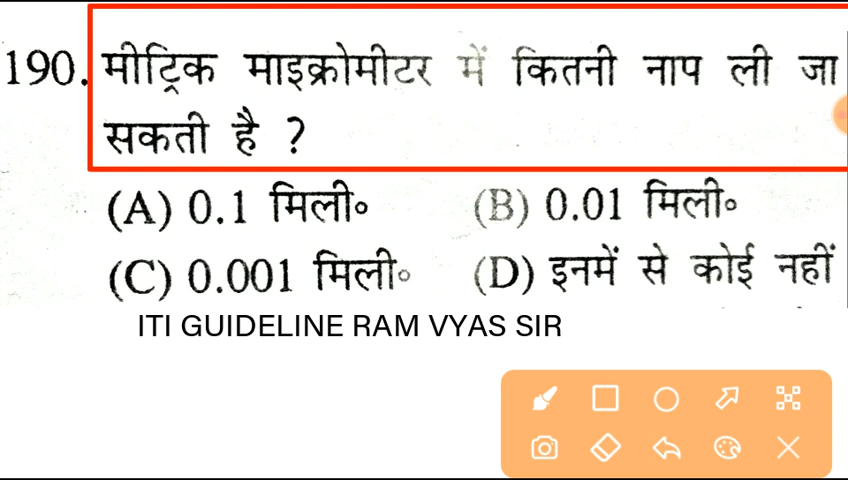 190. मीट्रिक माइक्रोमीटर में कितनी नाप ली जा
सकती है ?
(A) 0.1 मिली॰ (B) 0.01 मिली॰
(C) 0.001 मिली॰ (D) इनमें से कोई नहीं
ITI GUIDELINE RAM VYAS SIR